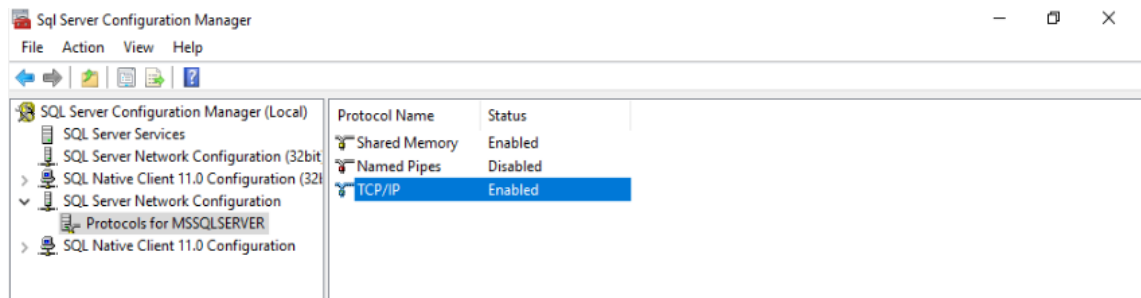 Sql Server Configuration Manager
File Action View Help
SQL Server Configuration Manager (Local)
SQL Server Services
SQL Server Network Configuration (32bit
SQL Native Client 11.0 Configuration (32b
SQL Server Network Configuration
Protocols for MSSQLSERVER
SQL Native Client 11.0 Configuration
Protocol Name Status
Shared Memory Enabled
Named Pipes Disabled
TCP/IP Enabled